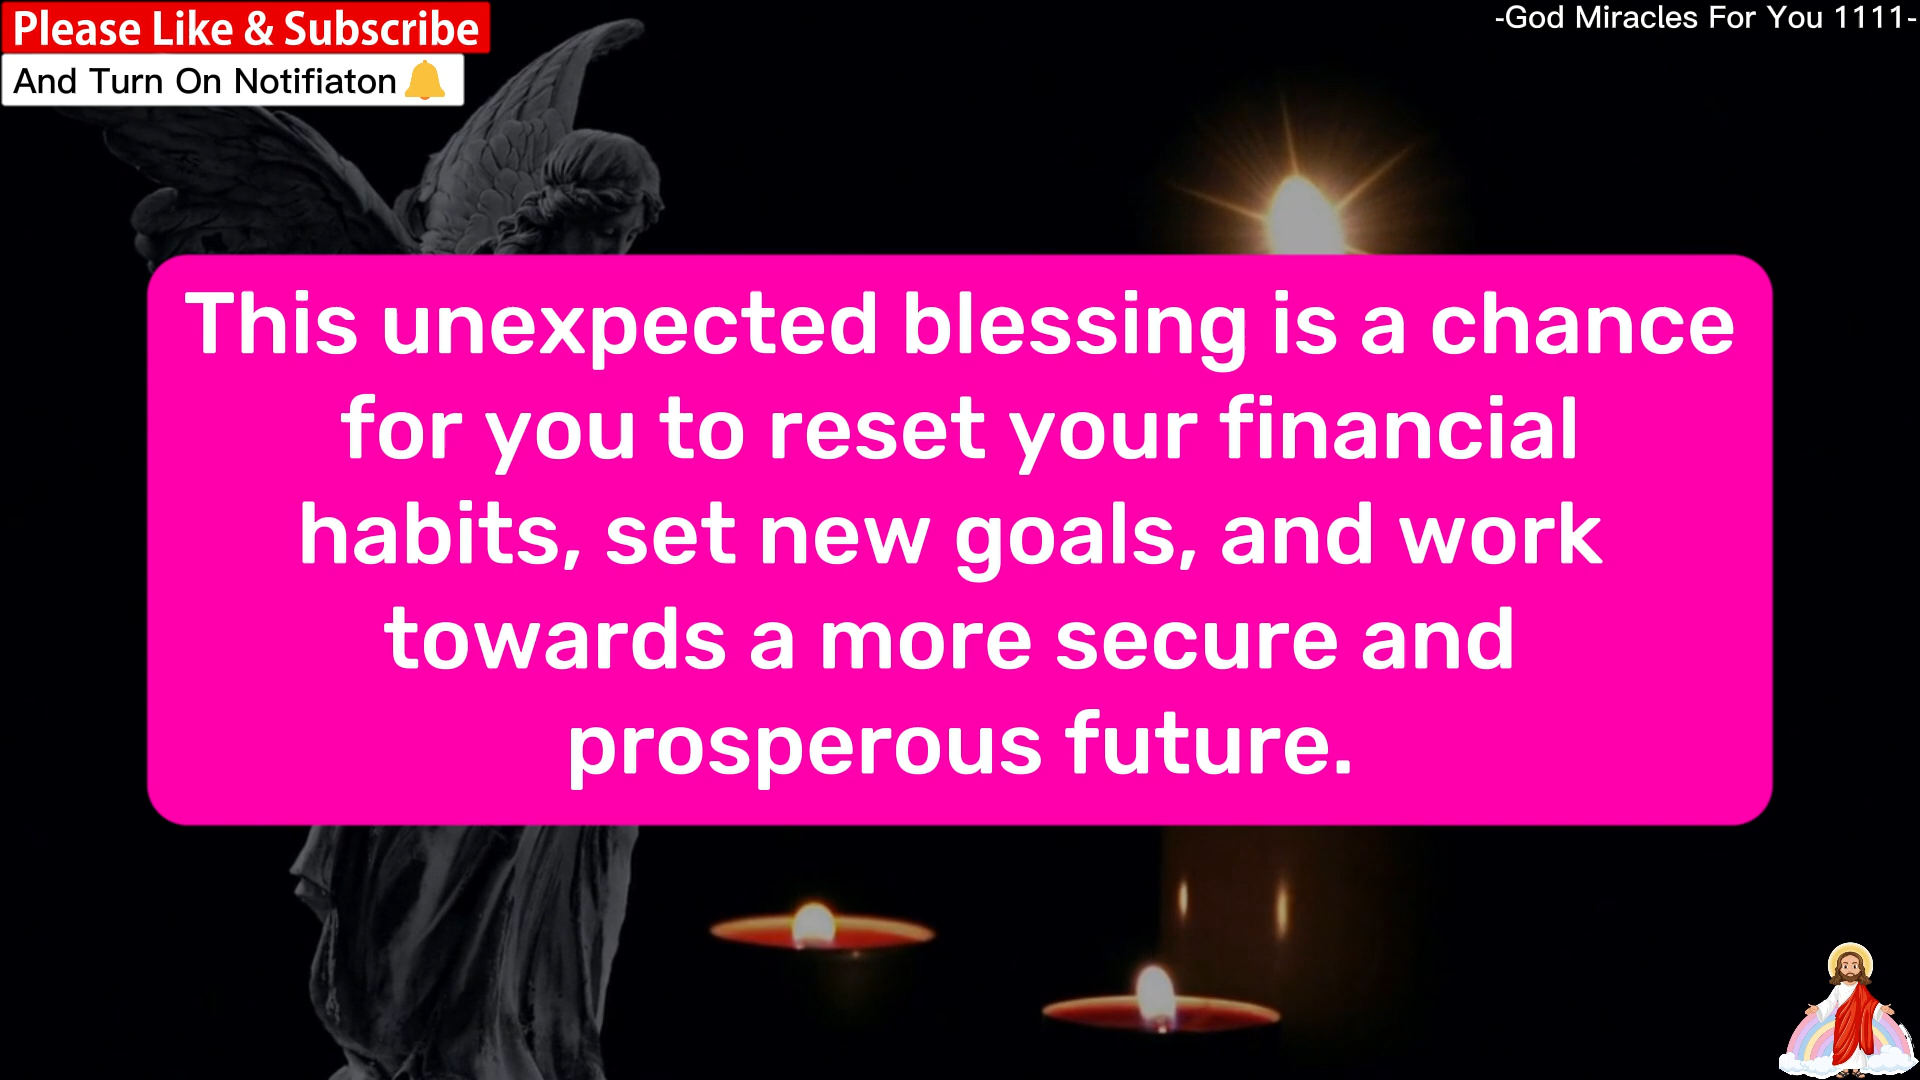 Please Like & Subscribe
And Turn On Notifiaton
-God Miracles For You 1111-
This unexpected blessing is a chance
for you to reset your financial
habits, set new goals, and work
towards a more secure and
prosperous future.